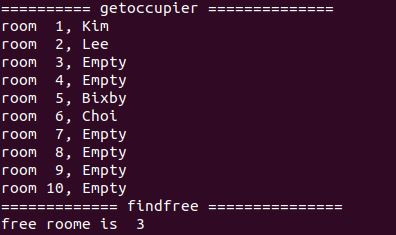 ========== getoccupier ==============
room  1, Kim
room  2, Lee
room  3, Empty
room  4, Empty
room  5, Bixby
room  6, Choi
room  7, Empty
room  8, Empty
room  9, Empty
room 10, Empty
============= findfree ===============
free roome is  3